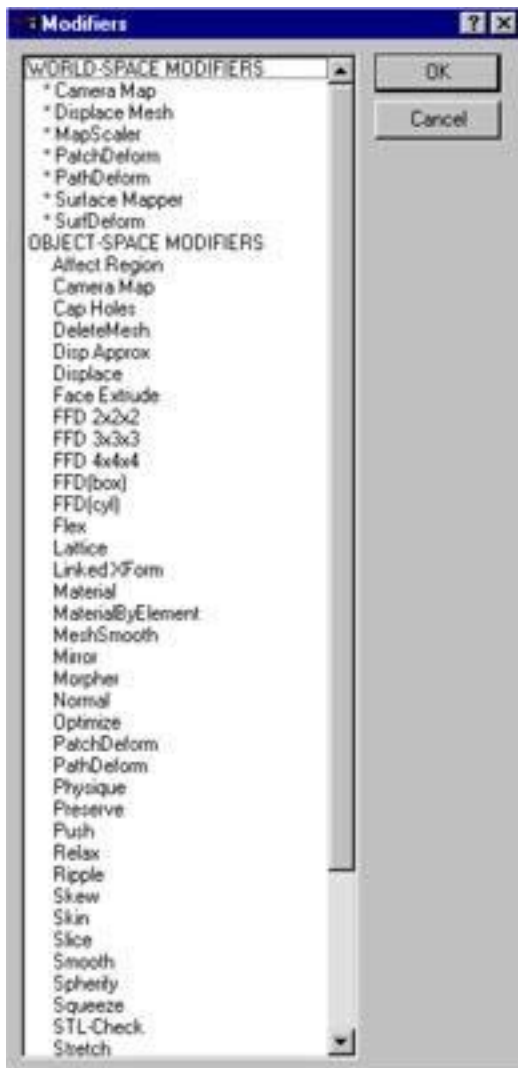 Modifiers
WORLD-SPACE MODIFIERS
* Camera Map
* Displace Mesh
* MapScaler
* PatchDeform
* PathDeform
* Surface Mapper
* SurfDeform
OBJECT-SPACE MODIFIERS
Affect Region
Camera Map
Cap Holes
DeleteMesh
Disp Approx
Displace
Face Extrude
FFD 2x2x2
FFD 3x3x3
FFD 4x4x4
FFD(box)
FFD(cyl)
Flex
Lattice
Linked XForm
Material
MaterialByElement
MeshSmooth
Mirror
Morpher
Normal
Optimize
PatchDeform
PathDeform
Physique
Preserve
Push
Relax
Ripple
Skew
Skin
Slice
Smooth
Spherify
Squeeze
STL-Check
Stretch
OK
Cancel